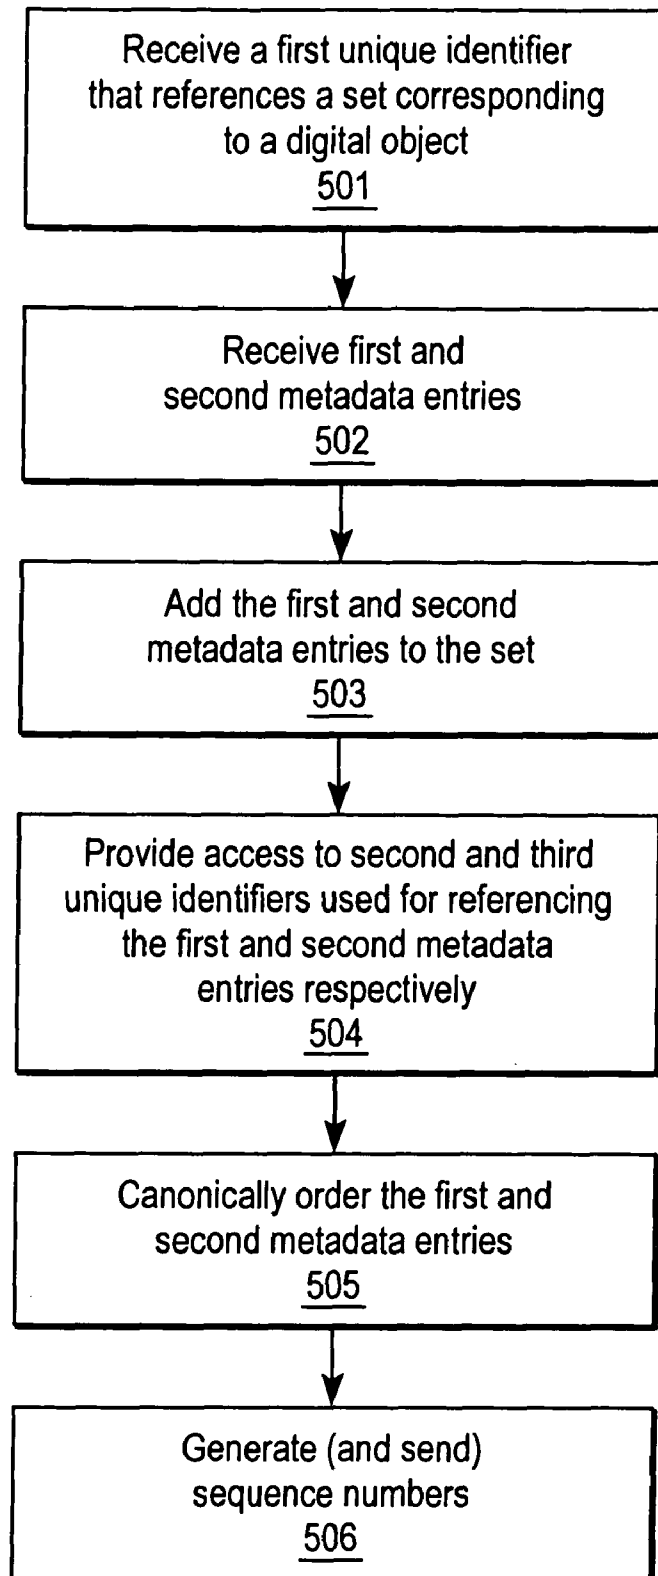 Receive a first unique identifier
that references a set corresponding
to a digital object
501
Receive first and
second metadata entries
502
Add the first and second
metadata entries to the set
503
Provide access to second and third
unique identifiers used for referencing
the first and second metadata
entries respectively
504
Canonically order the first and
second metadata entries
505
Generate (and send)
sequence numbers
506